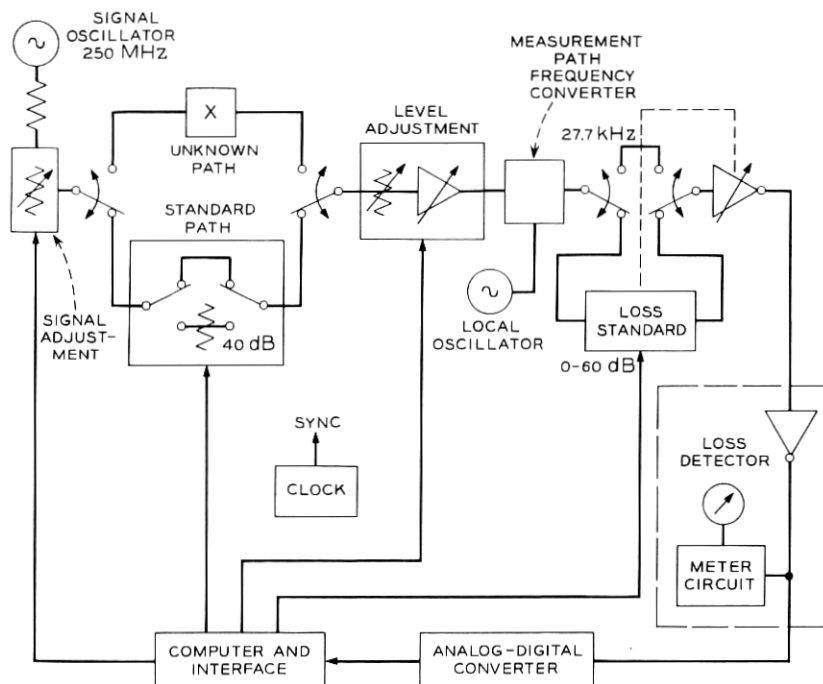 SIGNAL
OSCILLATOR
250 MHz
X
UNKNOWN
PATH
STANDARD
PATH
40 dB
SIGNAL
ADJUST-
MENT
LEVEL
ADJUSTMENT
MEASUREMENT
PATH
FREQUENCY
CONVERTER
27.7 kHz
LOCAL
OSCILLATOR
LOSS
STANDARD
0-60 dB
SYNC
CLOCK
LOSS
DETECTOR
METER
CIRCUIT
COMPUTER AND
INTERFACE
ANALOG-DIGITAL
CONVERTER